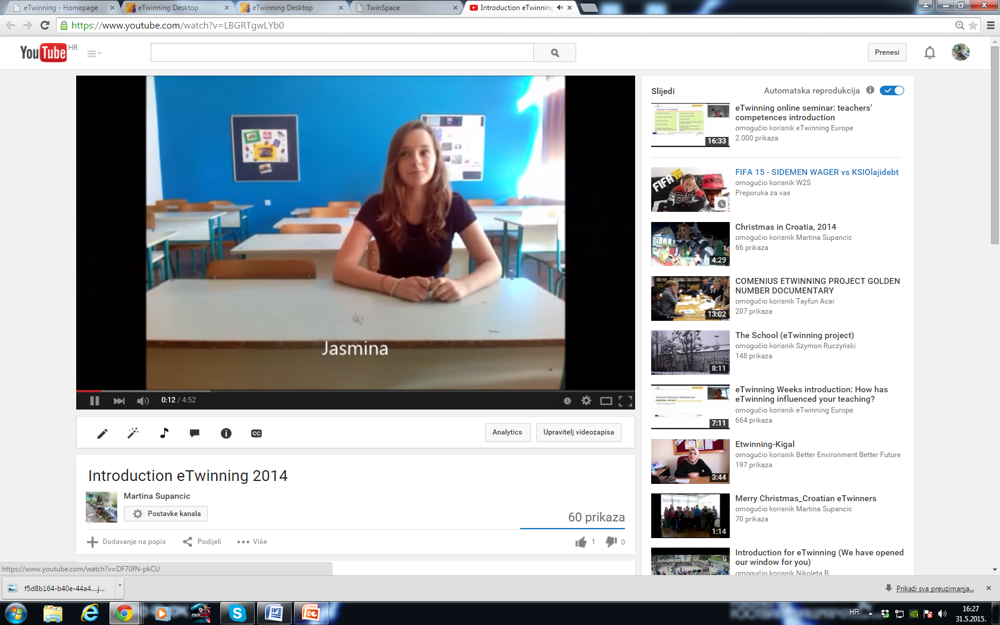 eTwinning - Homepage
eTwinning Desktop
eTwinning Desktop
TwinSpace
Introduction eTwinning
https://www.youtube.com/watch?v=LBGRTgwLYb0
YouTube HR
Prenesi
Jasmina
0:12 / 4:52
Analytics
Upravitelj videozapisa
Introduction eTwinning 2014
Martina Supancic
Postavke kanala
60 prikaza
Dodavanje na popis
Podijeli
Više
1
0
Slijedi
Automatska reprodukcija
16:33
eTwinning online seminar: teachers'
competences introduction
omogućio korisnik eTwinning Europe
2.000 prikaza
FIFA 15
FIFA 15 - SIDEMEN WAGER vs KSIOlajidebt
omogućio korisnik W2S
Preporuka za vas
4:29
Christmas in Croatia, 2014
omogućio korisnik Martina Supancic
66 prikaza
13:02
COMENIUS ETWINNING PROJECT GOLDEN
NUMBER DOCUMENTARY
omogućio korisnik Tayfun Acar
207 prikaza
8:11
The School (eTwinning project)
omogućio korisnik Szymon Ruczyński
148 prikaza
7:11
eTwinning Weeks introduction: How has
eTwinning influenced your teaching?
omogućio korisnik eTwinning Europe
664 prikaza
3:44
Etwinning-Kigal
omogućio korisnik Better Environment Better Future
197 prikaza
1:14
Merry Christmas_Croatian eTwinners
omogućio korisnik Martina Supancic
70 prikaza
Introduction for eTwinning (We have opened
our window for you)
omogućio korisnik Nikoleta B
https://www.youtube.com/watch?v=DF70fN-pkCU
f5d8b164-b40e-44a4....j...
Prikaži sva preuzimanja...
HR
16:27
31.5.2015.